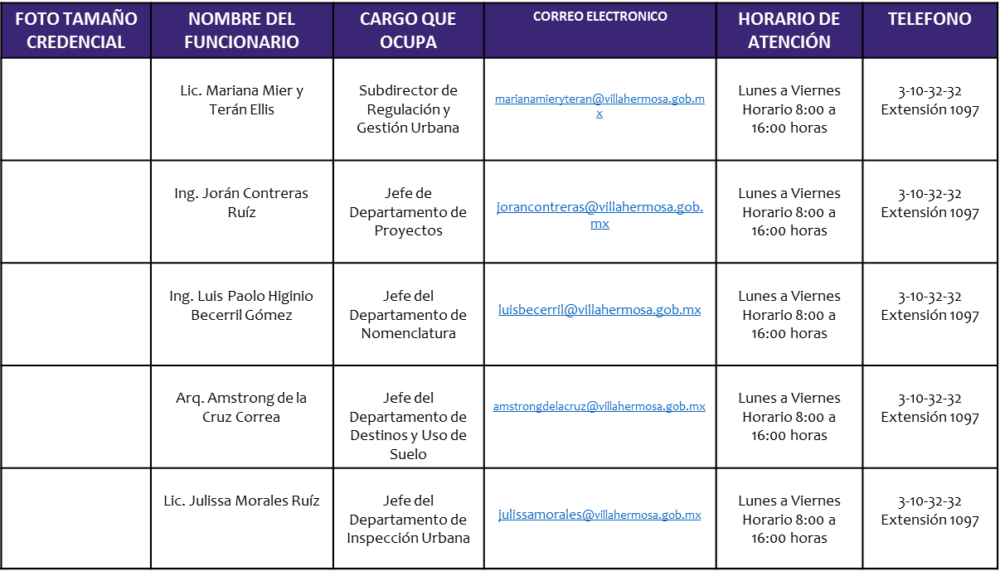 FOTO TAMAÑO
CREDENCIAL
NOMBRE DEL
FUNCIONARIO
CARGO QUE
OCUPA
CORREO ELECTRONICO
HORARIO DE
ATENCIÓN
TELEFONO
Lic. Mariana Mier y
Terán Ellis
Subdirector de
Regulación y
Gestión Urbana
marianamieryteran@villahermosa.gob.m
x
Lunes a Viernes
Horario 8:00 a
16:00 horas
3-10-32-32
Extensión 1097
Ing. Jorán Contreras
Ruíz
Jefe de
Departamento de
Proyectos
jorancontreras@villahermosa.gob.
mx
Lunes a Viernes
Horario 8:00 a
16:00 horas
3-10-32-32
Extensión 1097
Ing. Luis Paolo Higinio
Becerril Gómez
Jefe del
Departamento de
Nomenclatura
luisbecerril@villahermosa.gob.mx
Lunes a Viernes
Horario 8:00 a
16:00 horas
3-10-32-32
Extensión 1097
Arq. Amstrong de la
Cruz Correa
Jefe del
Departamento de
Destinos y Uso de
Suelo
amstrongdelacruz@villahermosa.gob.mx
Lunes a Viernes
Horario 8:00 a
16:00 horas
3-10-32-32
Extensión 1097
Lic. Julissa Morales Ruíz
Jefe del
Departamento de
Inspección Urbana
julissamorales@villahermosa.gob.mx
Lunes a Viernes
Horario 8:00 a
16:00 horas
3-10-32-32
Extensión 1097